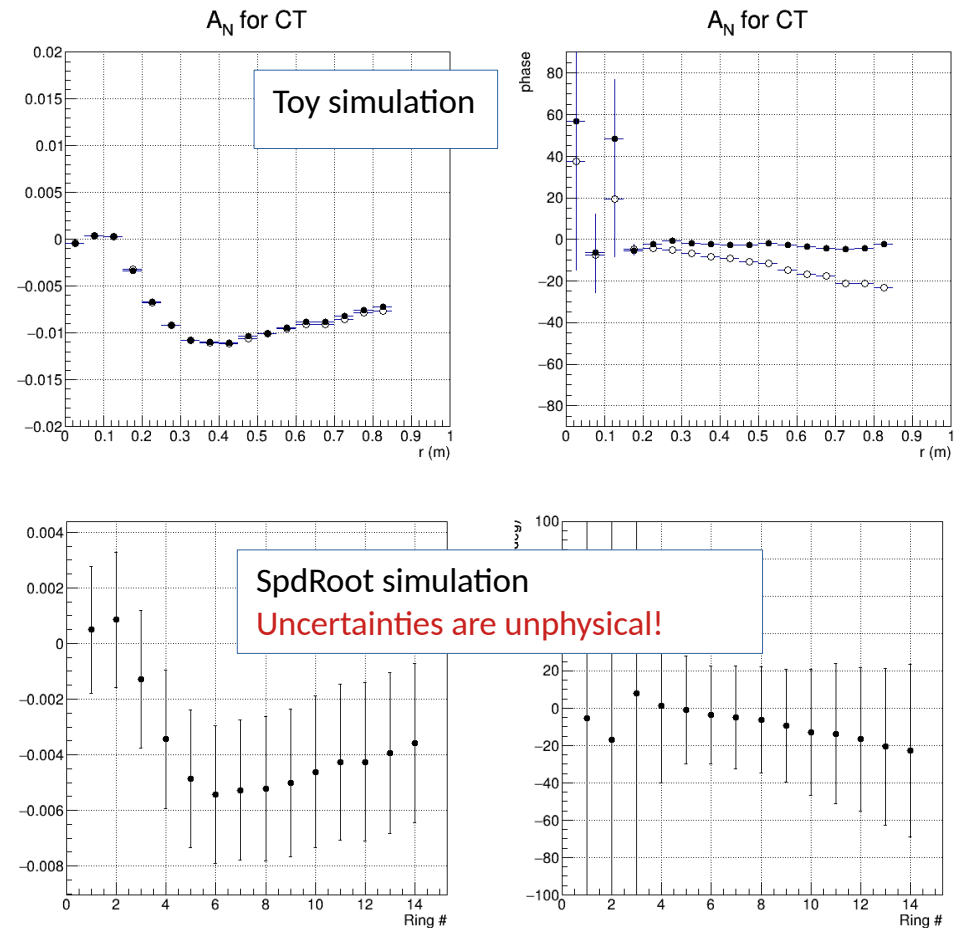 A_N for CT
0.02
0.015
0.01
0.005
0
−0.005
−0.01
−0.015
−0.02
0 0.1 0.2 0.3 0.4 0.5 0.6 0.7 0.8 0.9 1
r (m)
Toy simulation
A_N for CT
phase
80
60
40
20
0
−20
−40
−60
−80
0 0.1 0.2 0.3 0.4 0.5 0.6 0.7 0.8 0.9 1
r (m)
0.004
0.002
0
−0.002
−0.004
−0.006
−0.008
0 2 4 6 8 10 12 14
Ring #
SpdRoot simulation
Uncertainties are unphysical!
100
20
0
−20
−40
−60
−80
−100
0 2 4 6 8 10 12 14
Ring #